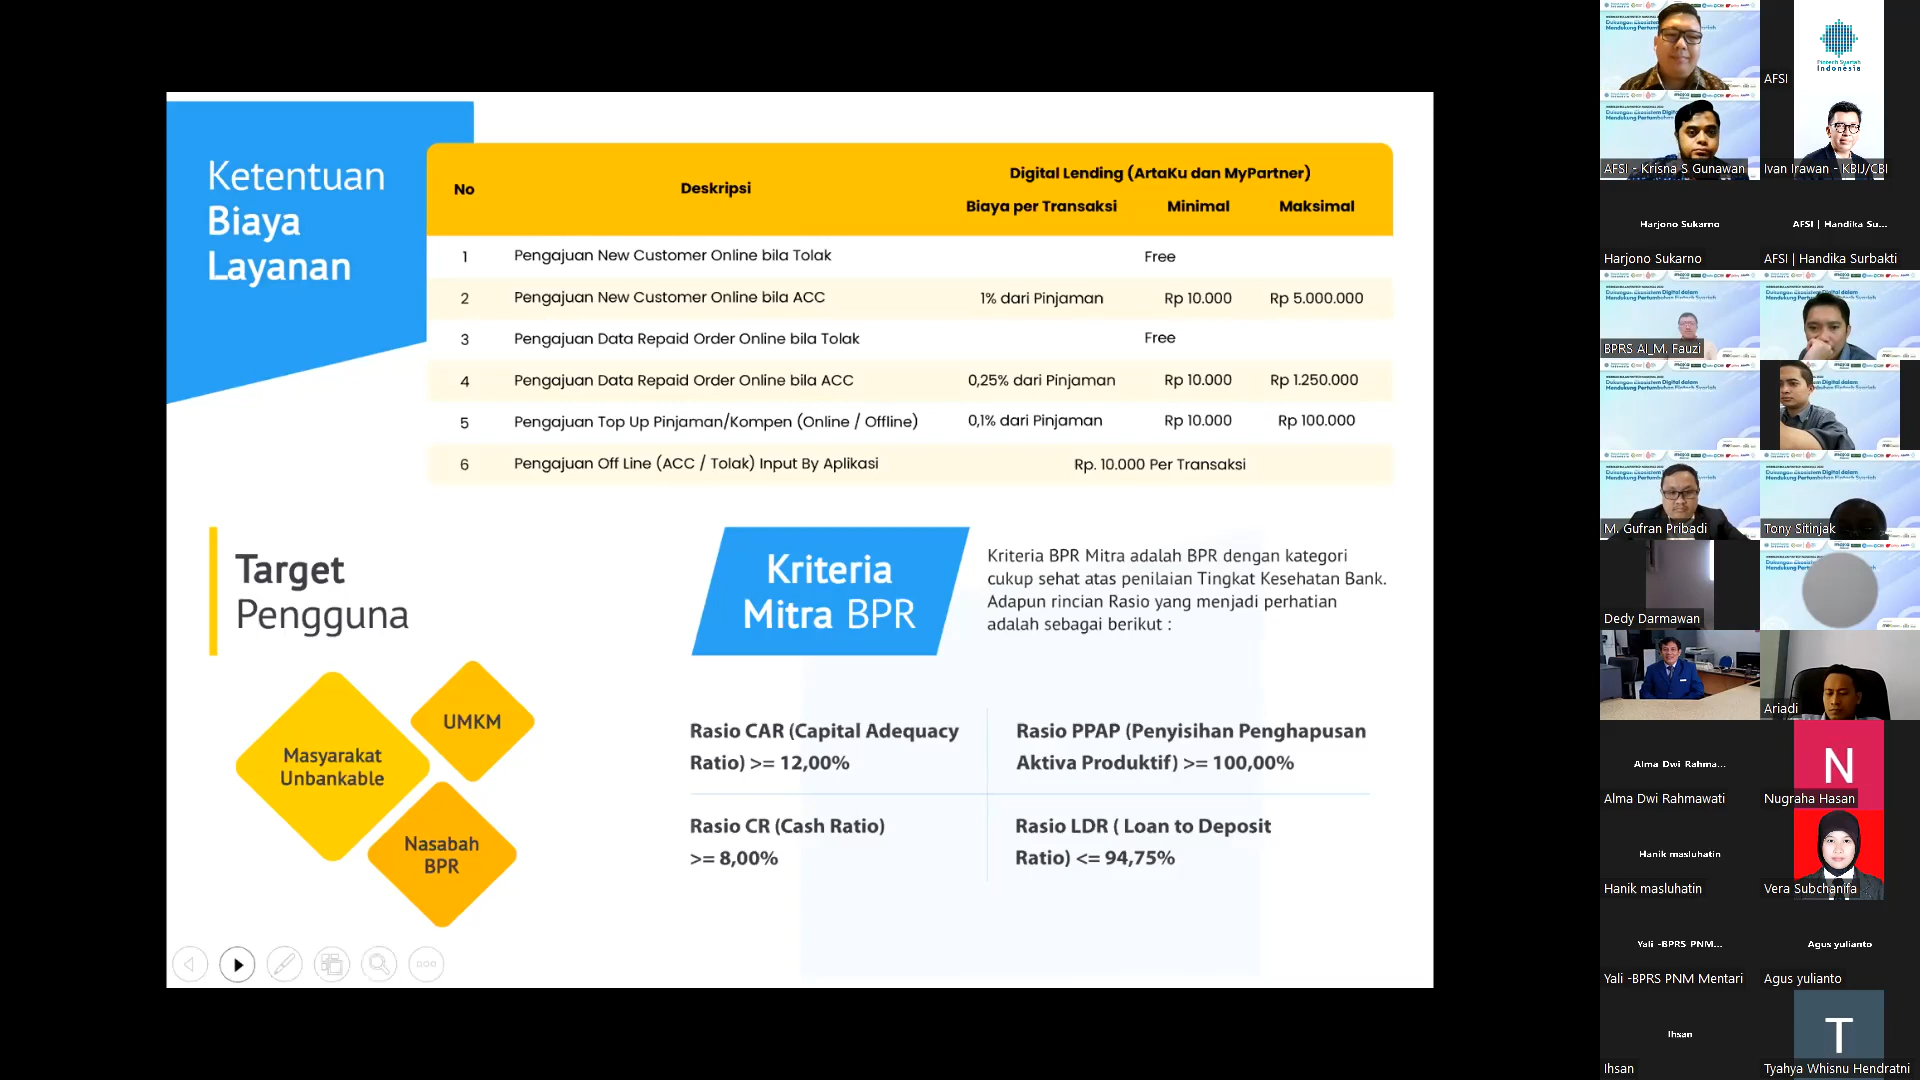 Ketentuan
Biaya
Layanan
No
Deskripsi
Digital Lending (ArtaKu dan MyPartner)
Biaya per Transaksi Minimal Maksimal
1 Pengajuan New Customer Online bila Tolak Free
2 Pengajuan New Customer Online bila ACC 1% dari Pinjaman Rp 10.000 Rp 5.000.000
3 Pengajuan Data Repaid Order Online bila Tolak Free
4 Pengajuan Data Repaid Order Online bila ACC 0,25% dari Pinjaman Rp 10.000 Rp 1.250.000
5 Pengajuan Top Up Pinjaman/Kompen (Online / Offline) 0,1% dari Pinjaman Rp 10.000 Rp 100.000
6 Pengajuan Off Line (ACC / Tolak) Input By Aplikasi Rp. 10.000 Per Transaksi
Target
Pengguna
Masyarakat
Unbankable
UMKM
Nasabah
BPR
Kriteria
Mitra BPR
Kriteria BPR Mitra adalah BPR dengan kategori
cukup sehat atas penilaian Tingkat Kesehatan Bank.
Adapun rincian Rasio yang menjadi perhatian
adalah sebagai berikut :
Rasio CAR (Capital Adequacy
Ratio) >= 12,00%
Rasio PPAP (Penyisihan Penghapusan
Aktiva Produktif) >= 100,00%
Rasio CR (Cash Ratio)
>= 8,00%
Rasio LDR ( Loan to Deposit
Ratio) <= 94,75%
Fintech Syariah
Indonesia
AFSI
AFSI - Krisna S Gunawan
Ivan Irawan - KBIJ/CBI
Harjono Sukarno
Harjono Sukarno
AFSI | Handika Su...
AFSI | Handika Surbakti
BPRS AI_M. Fauzi
M. Gufran Pribadi
Tony Sitinjak
Dedy Darmawan
Ariadi
Alma Dwi Rahma...
Alma Dwi Rahmawati
N
Nugraha Hasan
Hanik masluhatin
Hanik masluhatin
Vera Subchanifa
Yali -BPRS PNM...
Yali -BPRS PNM Mentari
Agus yulianto
Agus yulianto
Ihsan
Ihsan
T
Tyahya Whisnu Hendratni